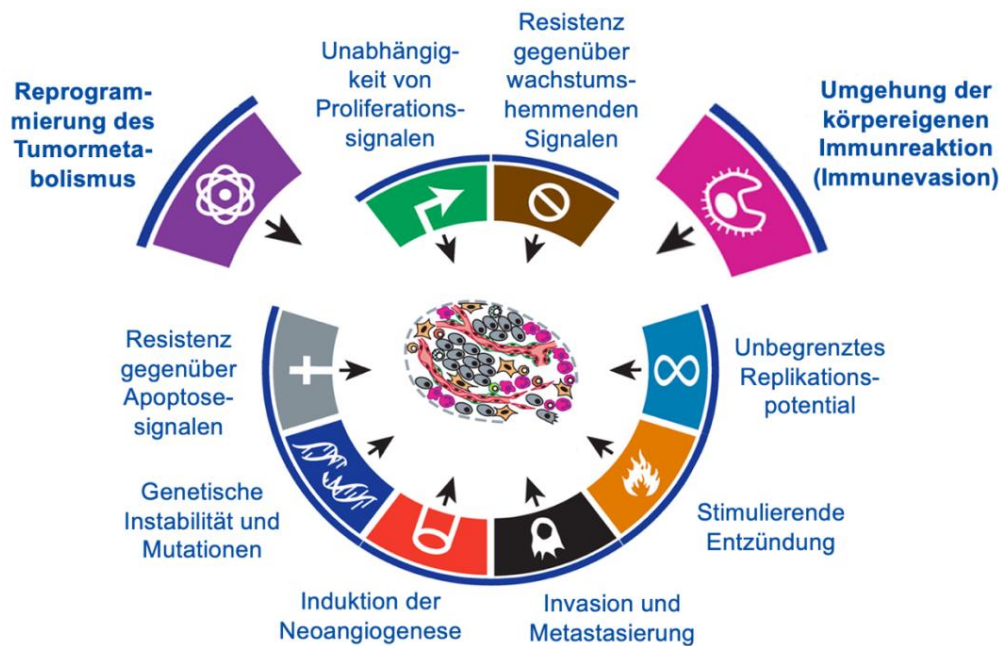 Reprogram-
mierung des
Tumormeta-
bolismus
Unabhängig-
keit von
Proliferations-
signalen
Resistenz
gegenüber
wachstums-
hemmenden
Signalen
Umgehung der
körpereigenen
Immunreaktion
(Immunevasion)
Resistenz
gegenüber
Apoptose-
signalen
Unbegrenztes
Replikations-
potential
Genetische
Instabilität und
Mutationen
Stimulierende
Entzündung
Induktion der
Neoangiogenese
Invasion und
Metastasierung